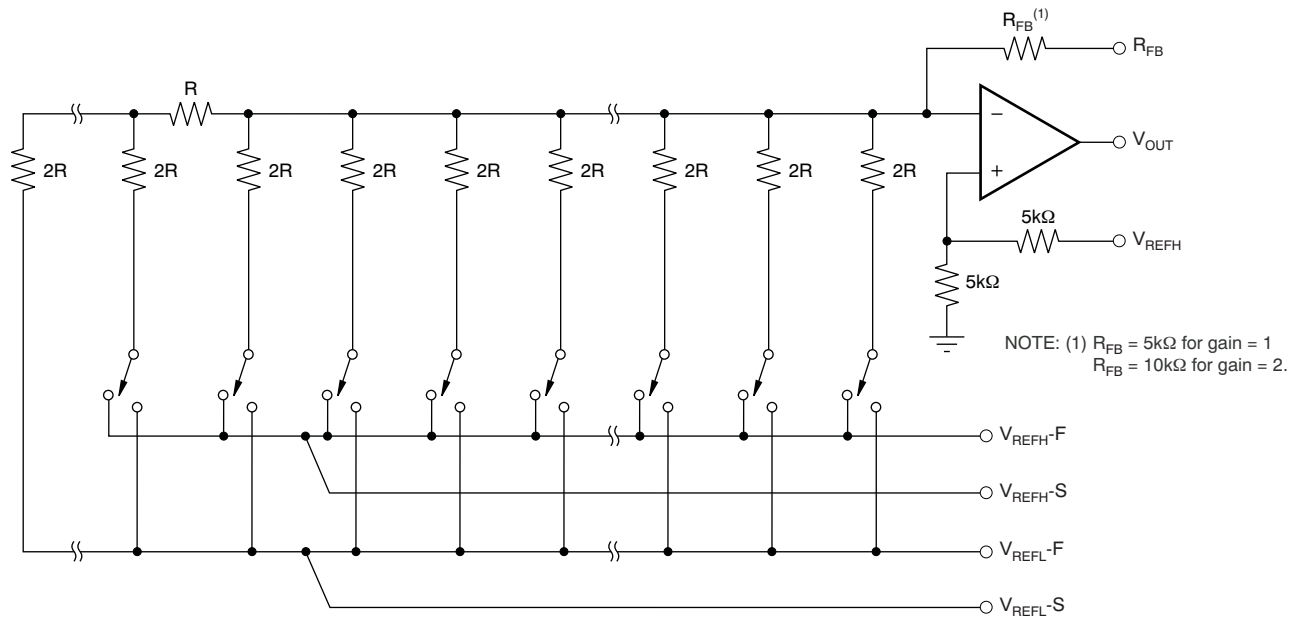 R_FB^(1)
R_FB
R
2R 2R 2R 2R 2R 2R 2R 2R 2R
−
+
V_OUT
5kΩ
V_REFH
5kΩ
NOTE: (1) R_FB = 5kΩ for gain = 1
R_FB = 10kΩ for gain = 2.
V_REFH-F
V_REFH-S
V_REFL-F
V_REFL-S